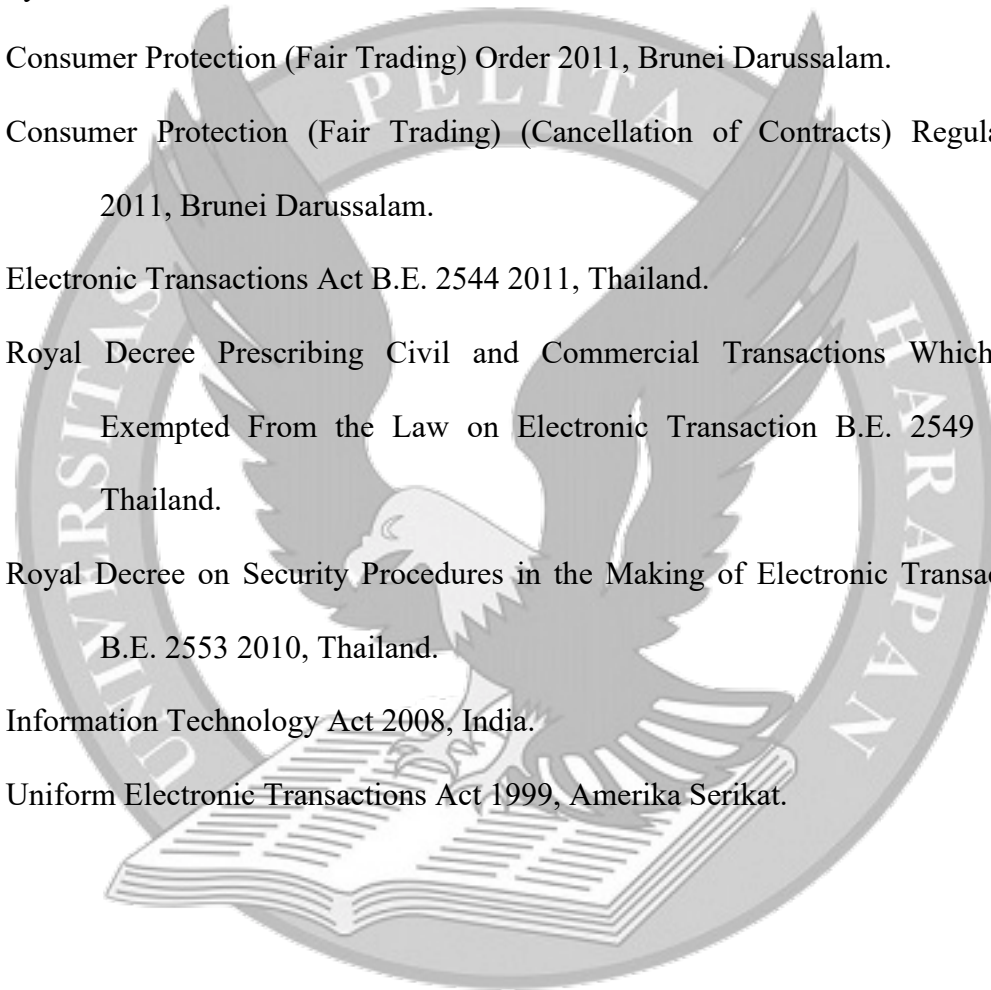 Consumer Protection (Fair Trading) Order 2011, Brunei Darussalam.
Consumer Protection (Fair Trading) (Cancellation of Contracts) Regula
2011, Brunei Darussalam.
Electronic Transactions Act B.E. 2544 2011, Thailand.
Royal Decree Prescribing Civil and Commercial Transactions Which
Exempted From the Law on Electronic Transaction B.E. 2549
Thailand.
Royal Decree on Security Procedures in the Making of Electronic Transac
B.E. 2553 2010, Thailand.
Information Technology Act 2008, India.
Uniform Electronic Transactions Act 1999, Amerika Serikat.
UNIVERSITAS PELITA HARAPAN